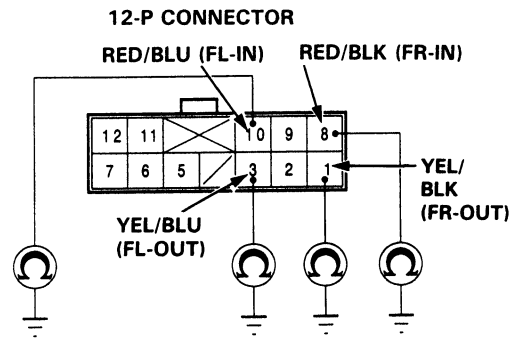 12-P CONNECTOR
RED/BLU (FL-IN) RED/BLK (FR-IN)
12 11 10 9 8
7 6 5 3 2 1
YEL/BLU
(FL-OUT)
YEL/
BLK
(FR-OUT)
Ω Ω Ω Ω